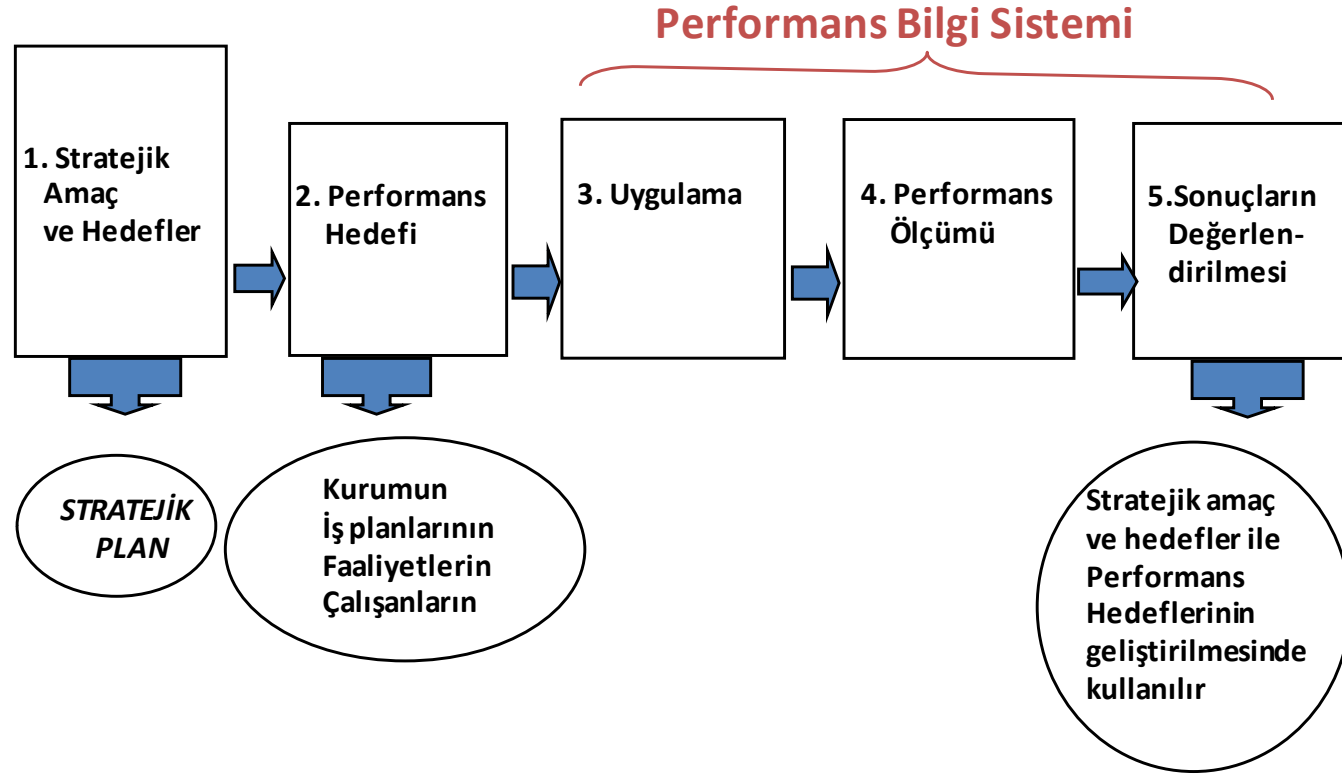 Performans Bilgi Sistemi
1. Stratejik
Amaç
ve Hedefler
2. Performans
Hedefi
3. Uygulama
4. Performans
Ölçümü
5.Sonuçların
Değerlen-
dirilmesi
STRATEJİK
PLAN
Kurumun
İş planlarının
Faaliyetlerin
Çalışanların
Stratejik amaç
ve hedefler ile
Performans
Hedeflerinin
geliştirilmesinde
kullanılır